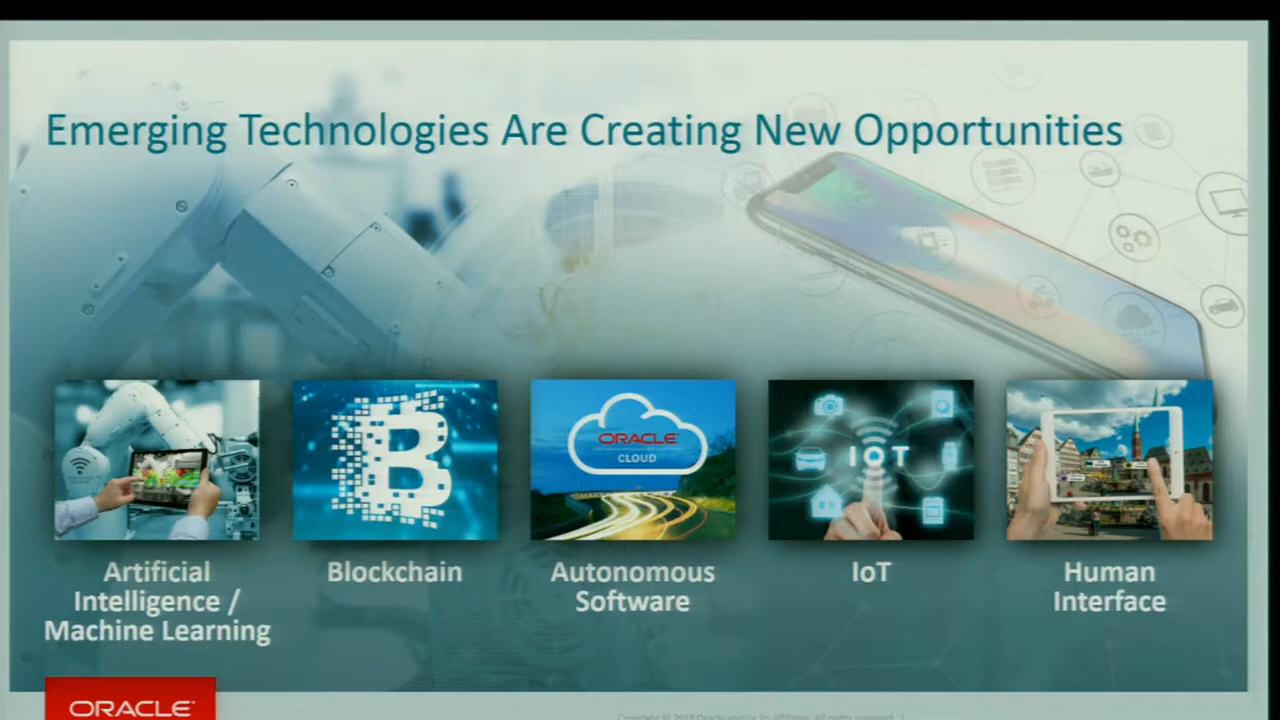 Emerging Technologies Are Creating New Opportunities
ORACLE
CLOUD
IOT
Artificial
Intelligence /
Machine Learning
Blockchain
Autonomous
Software
IoT
Human
Interface
ORACLE